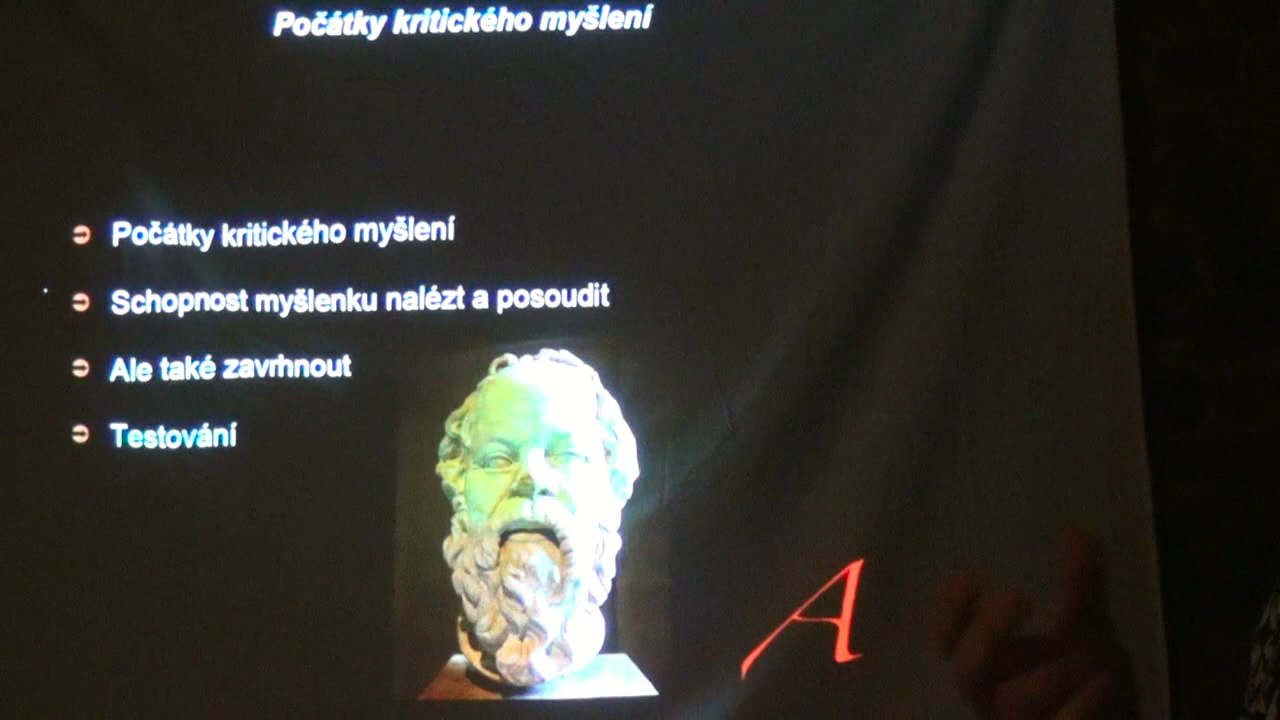 Počátky kritického myšlení
Počátky kritického myšlení
Schopnost myšlenku nalézt a posoudit
Ale také zavrhnout
Testování
A